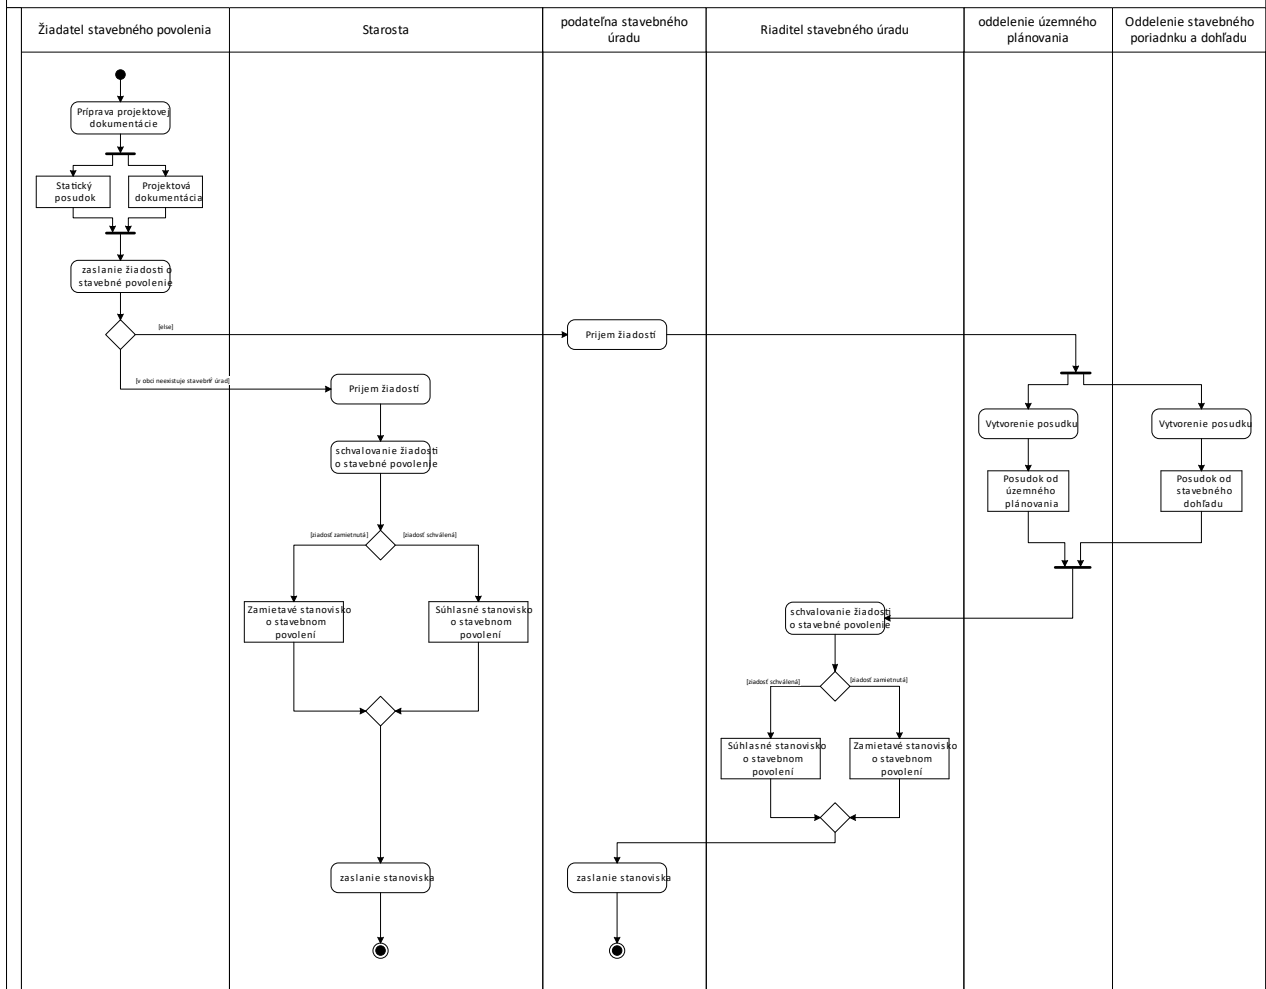 Žiadatel stavebného povolenia
Starosta
podateľna stavebného
úradu
Riaditel stavebného úradu
oddelenie územného
plánovania
Oddelenie stavebného
poriadnku a dohľadu
Príprava projektovej
dokumentácie
Statický
posudok
Projektová
dokumentácia
zaslanie žiadosti o
stavebné povolenie
[else]
Prijem žiadostí
[v obci neexistuje stavebný úrad]
Prijem žiadostí
schvalovanie žiadosti
o stavebné povolenie
Vytvorenie posudku
Vytvorenie posudku
Posudok od
územného
plánovania
Posudok od
stavebného
dohľadu
[žiadosť zamietnutá]
[žiadosť schválená]
Zamietavé stanovisko
o stavebnom
povolení
Súhlasné stanovisko
o stavebnom
povolení
schvalovanie žiadosti
o stavebné povolenie
[žiadosť schválená]
[žiadosť zamietnutá]
Súhlasné stanovisko
o stavebnom
povolení
Zamietavé stanovisko
o stavebnom
povolení
zaslanie stanoviska
zaslanie stanoviska